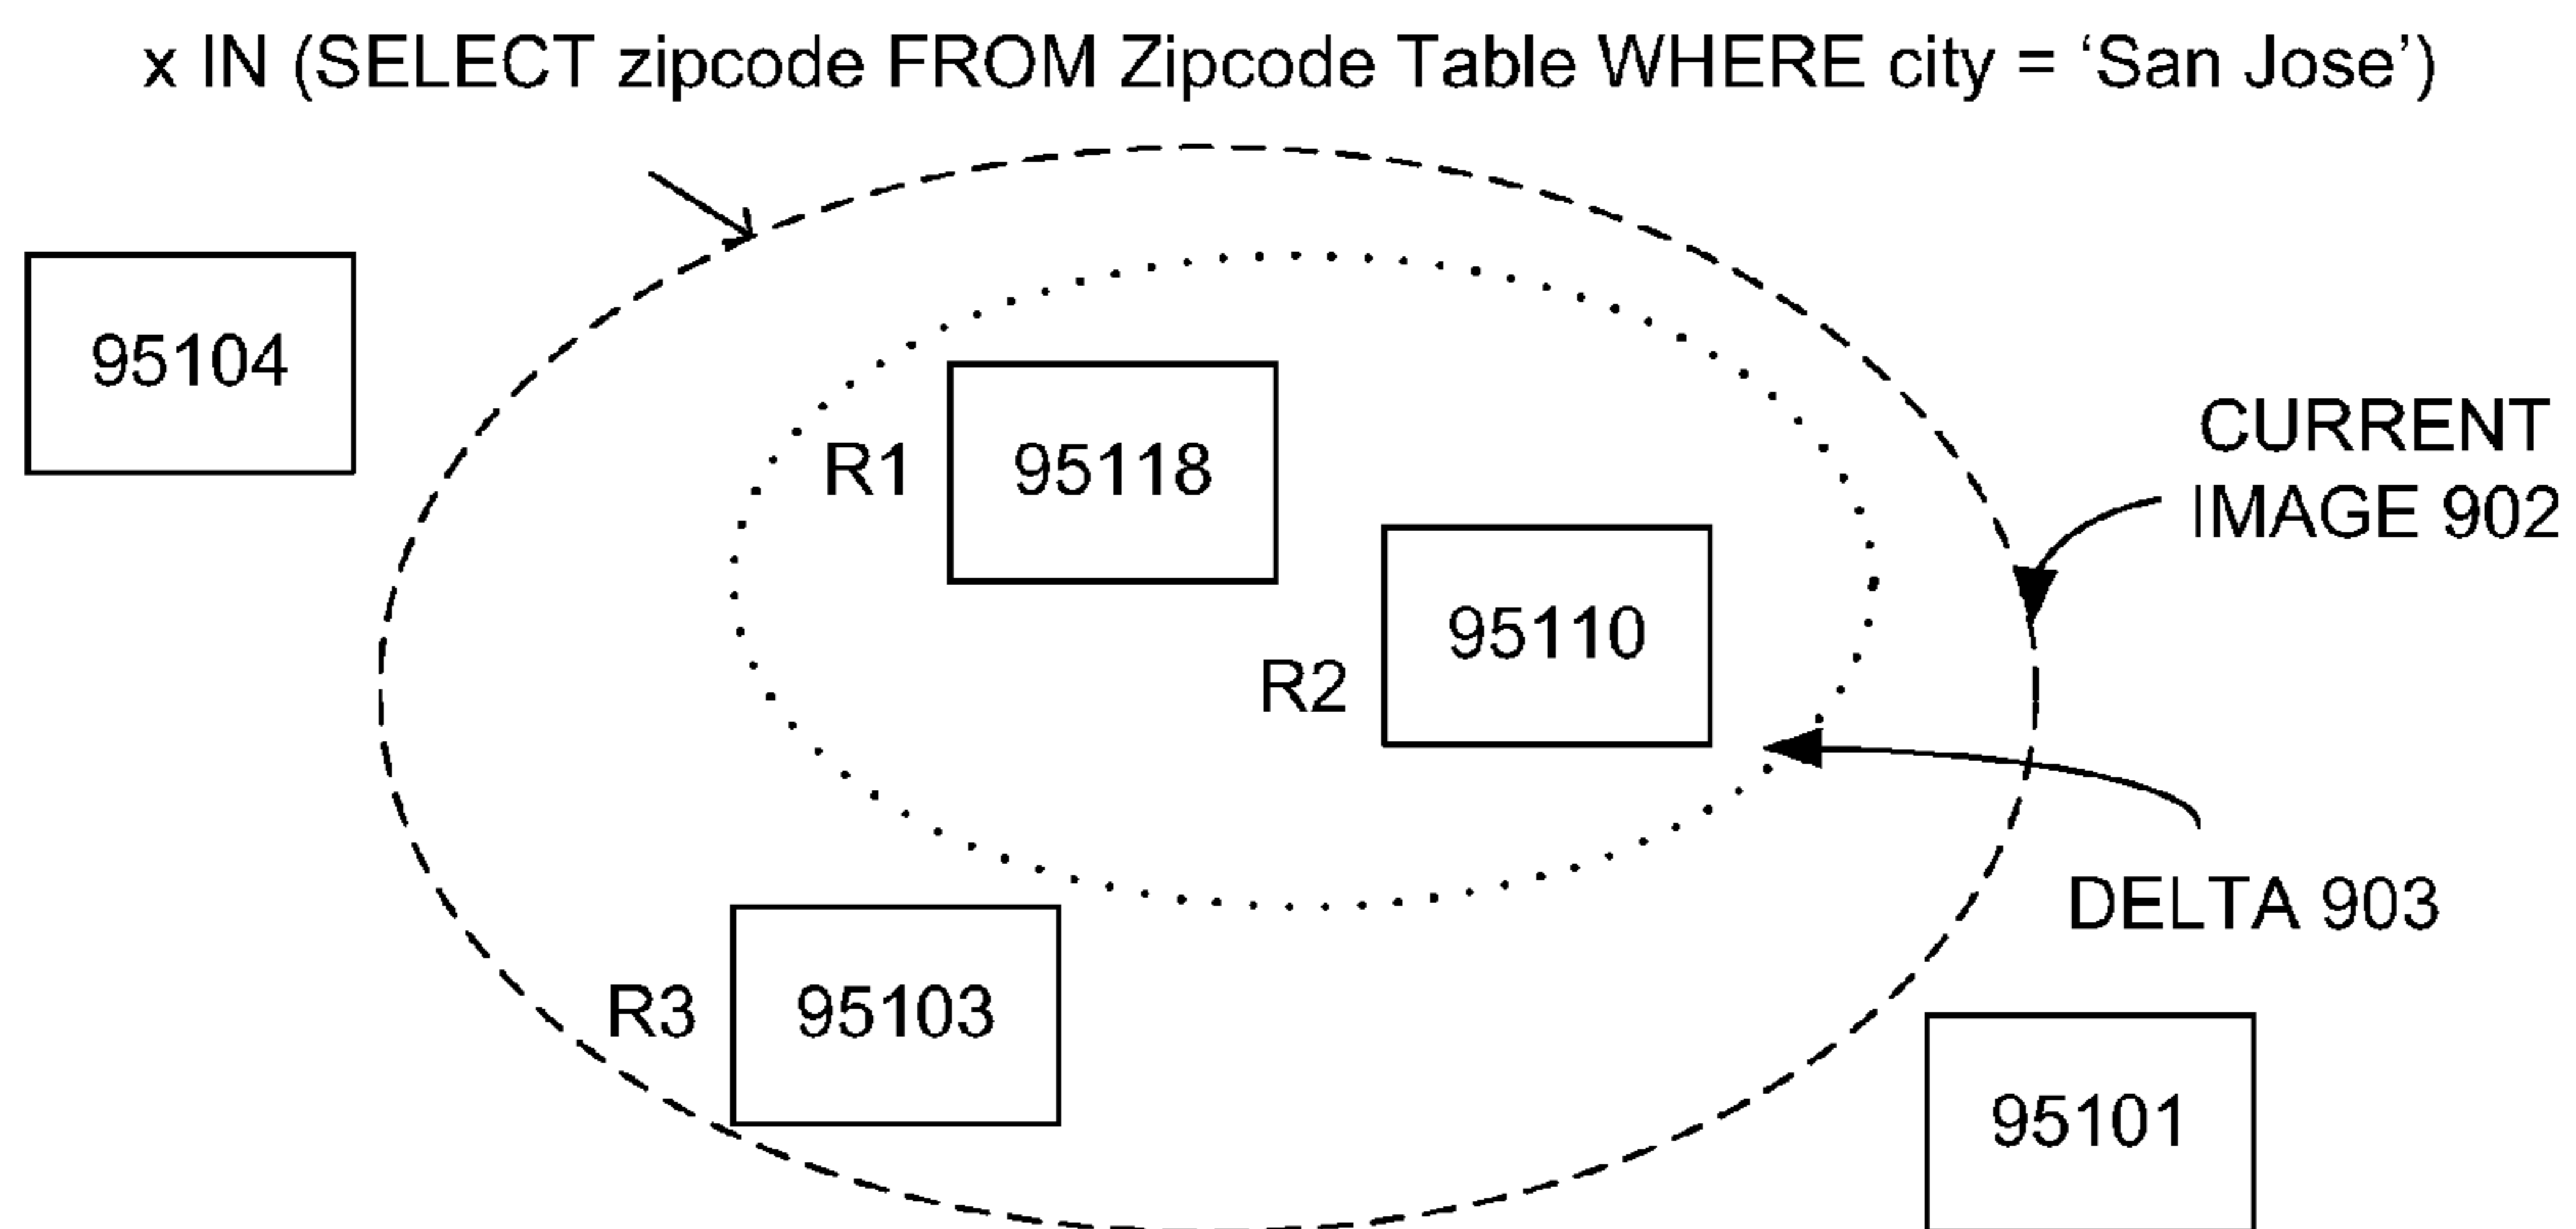 x IN (SELECT zipcode FROM Zipcode Table WHERE city = ‘San Jose’)
95104
R1
95118
CURRENT
IMAGE 902
R2
95110
DELTA 903
R3
95103
95101